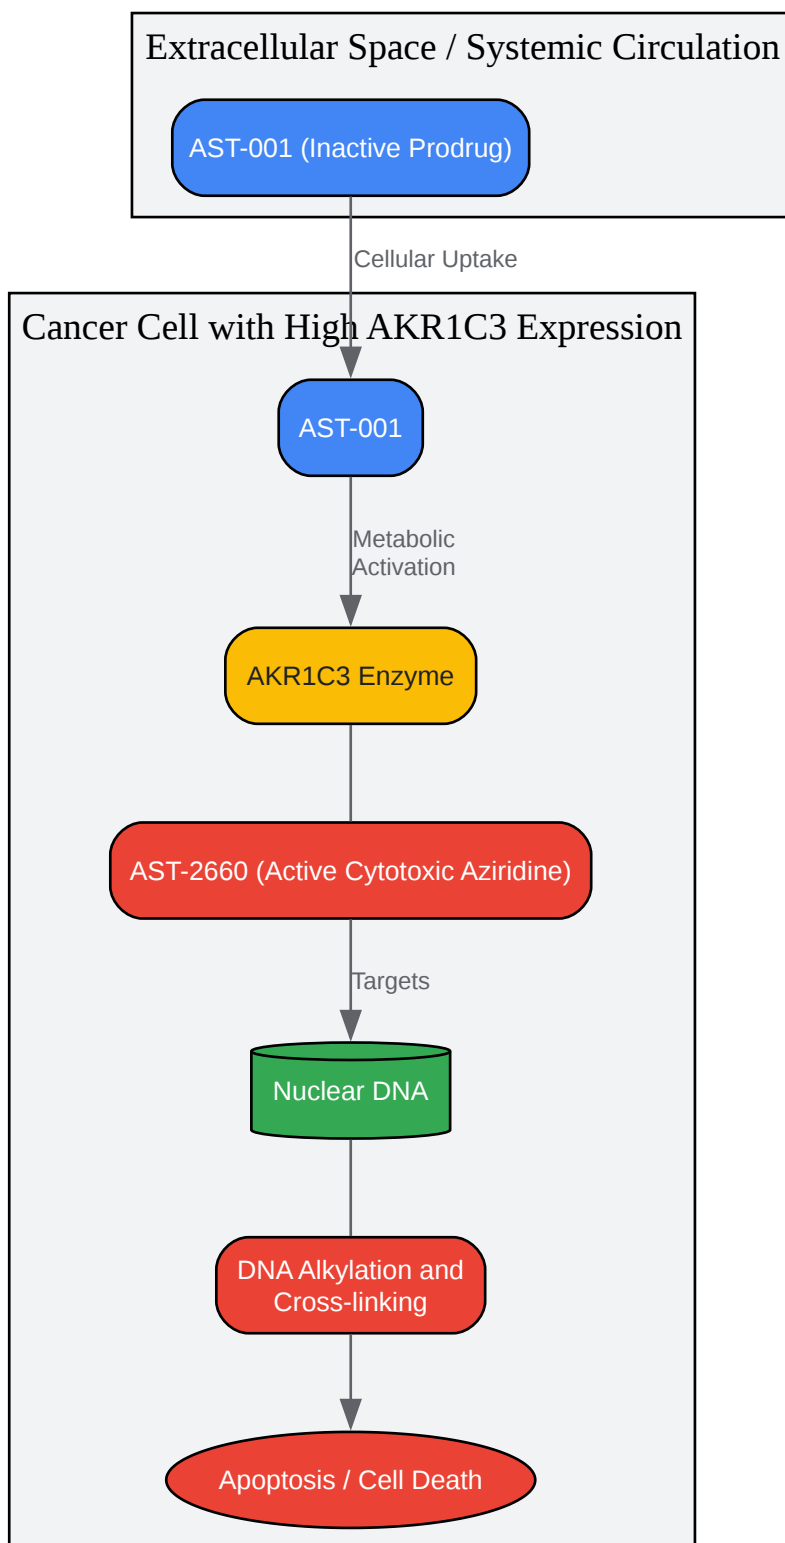 Extracellular Space / Systemic Circulation
AST-001 (Inactive Prodrug)
Cellular Uptake
Cancer Cell with High AKR1C3 Expression
AST-001
Metabolic
Activation
AKR1C3 Enzyme
AST-2660 (Active Cytotoxic Aziridine)
Targets
Nuclear DNA
DNA Alkylation and
Cross-linking
Apoptosis / Cell Death